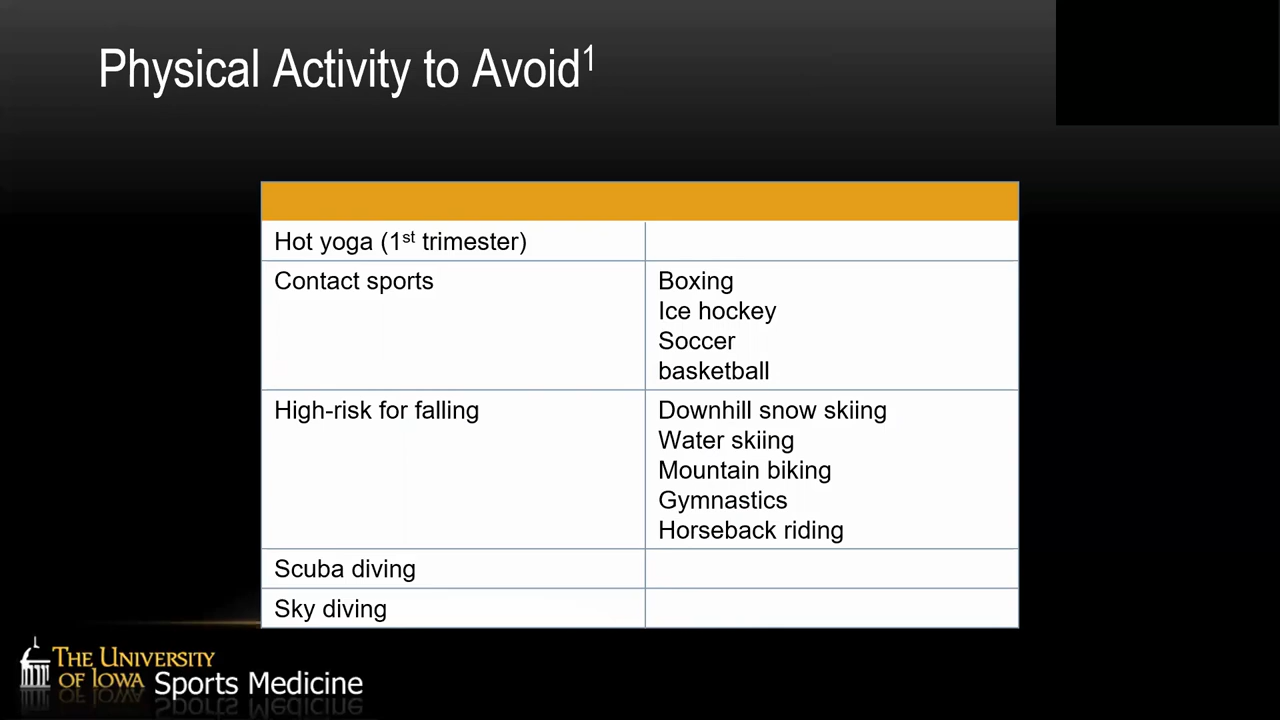 Physical Activity to Avoid1
Hot yoga (1st trimester)
Contact sports
Boxing
Ice hockey
Soccer
basketball
High-risk for falling
Downhill snow skiing
Water skiing
Mountain biking
Gymnastics
Horseback riding
Scuba diving
Sky diving
THE UNIVERSITY
OF IOWA Sports Medicine